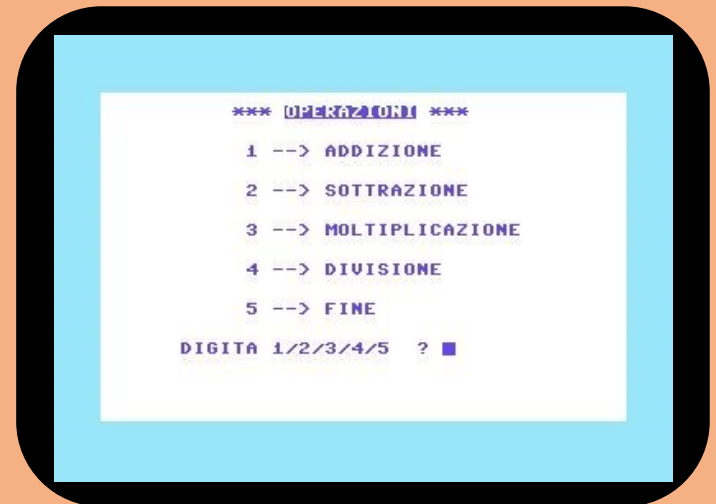 *** OPERAZIONI ***
1 --> ADDIZIONE
2 --> SOTTRAZIONE
3 --> MOLTIPLICAZIONE
4 --> DIVISIONE
5 --> FINE
DIGITA 1/2/3/4/5 ?